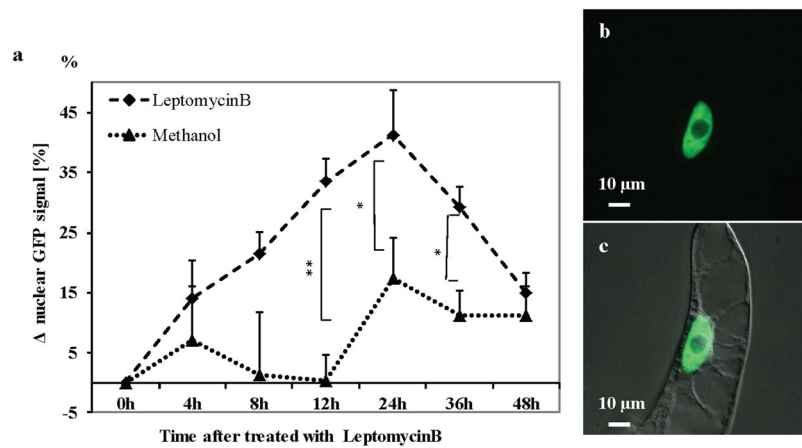 a
%
LeptomycinB
Methanol
Δ nuclear GFP signal [%]
45
35
25
15
5
-5
**
*
*
0h 4h 8h 12h 24h 36h 48h
Time after treated with LeptomycinB
b
10 μm
c
10 μm